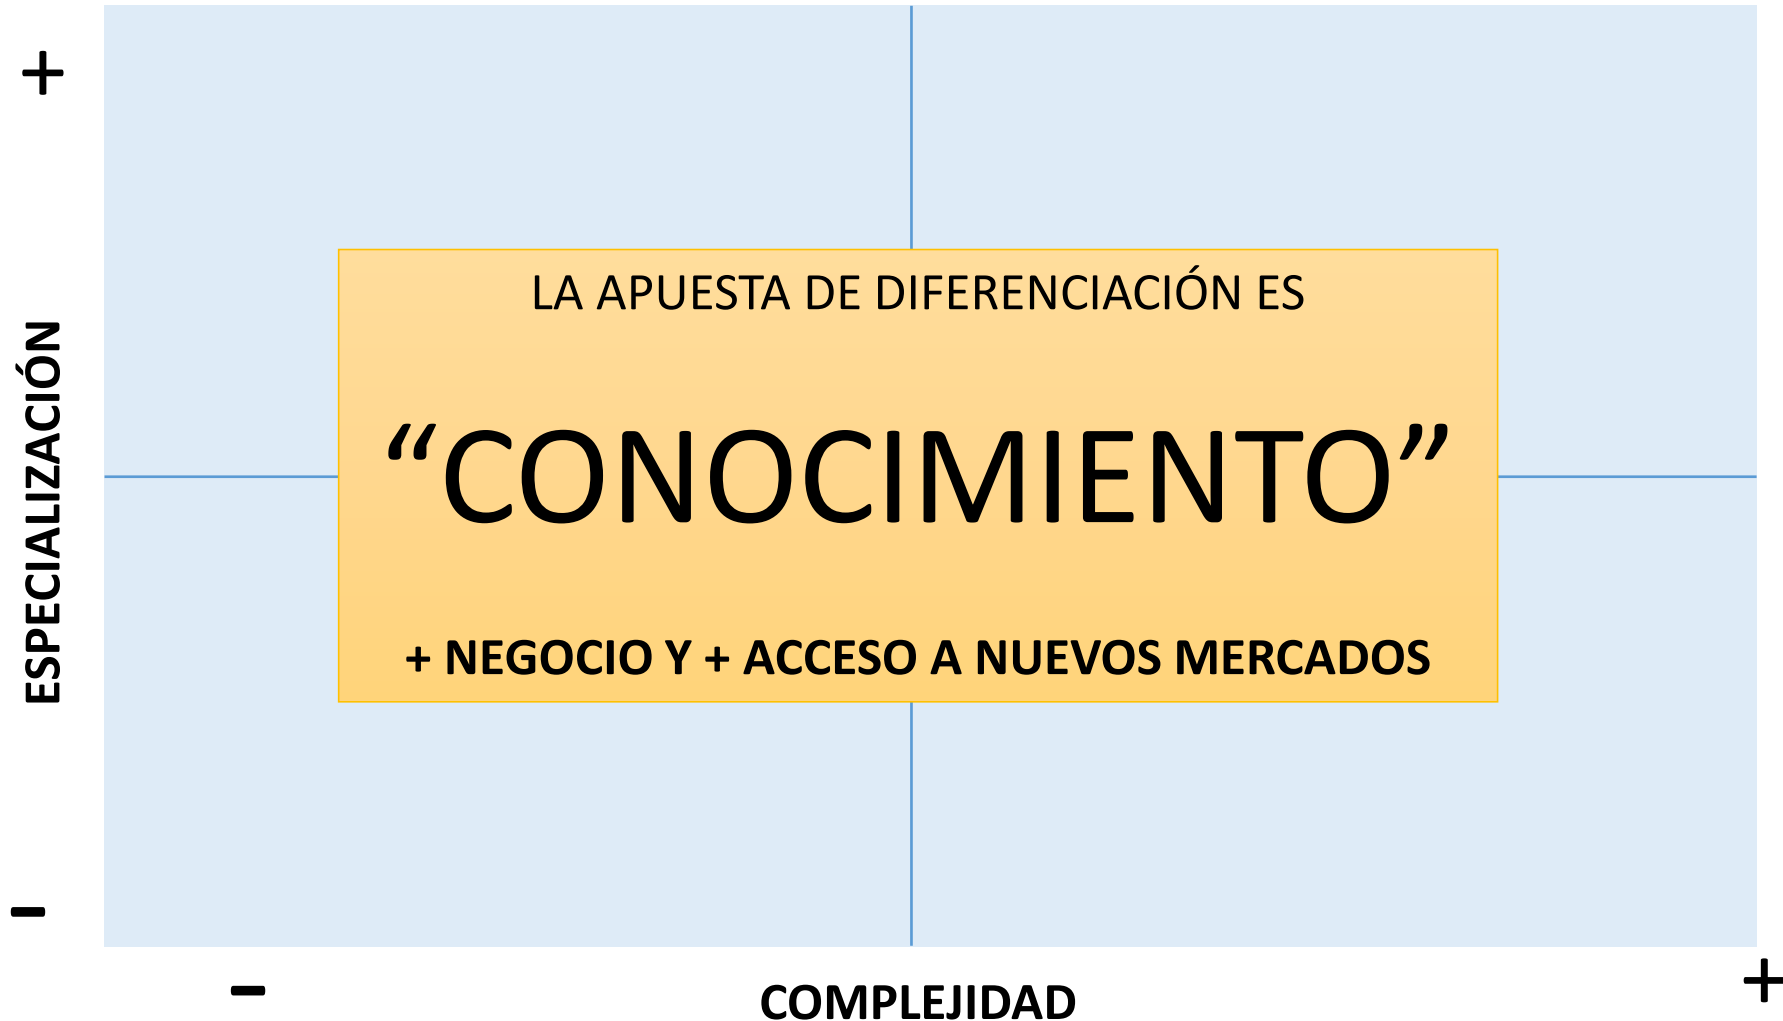 +
ESPECIALIZACIÓN
LA APUESTA DE DIFERENCIACIÓN ES
“CONOCIMIENTO”
+ NEGOCIO Y + ACCESO A NUEVOS MERCADOS
-
-
COMPLEJIDAD
+